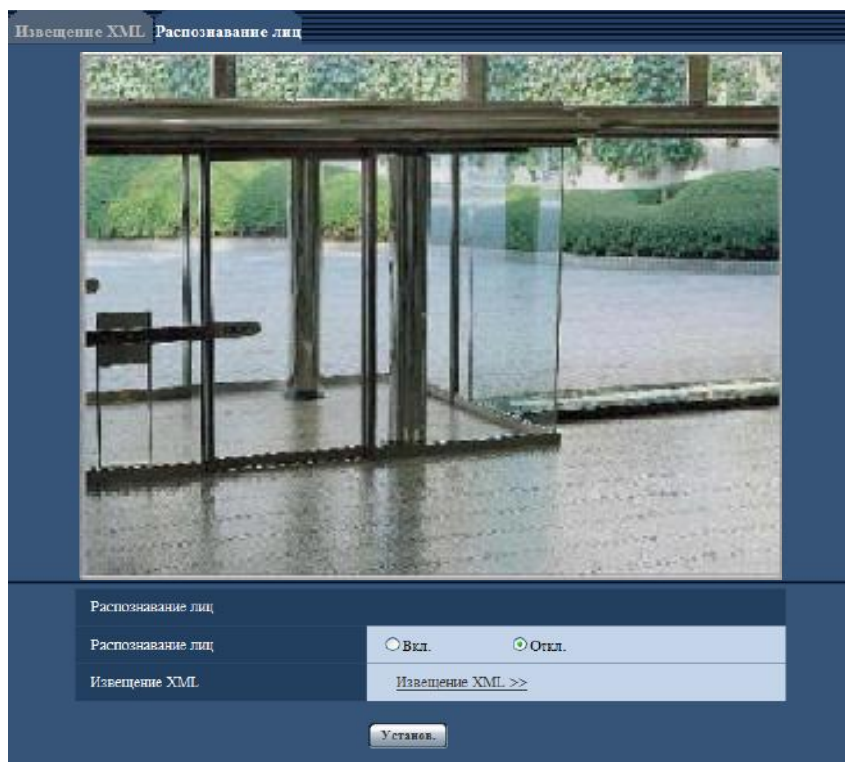 Извещение XML Распознавание лиц
Распознавание лиц
Распознавание лиц Вкл. Откл.
Извещение XML Извещение XML >>
Установ.